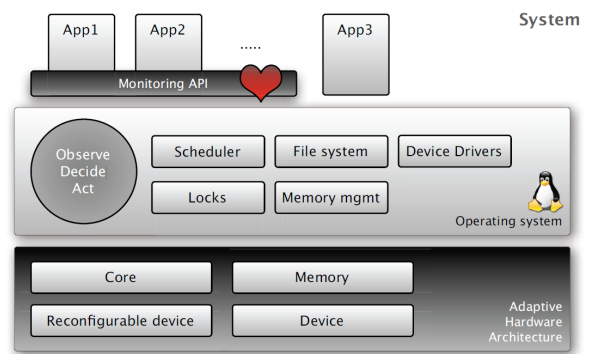 System
App1
App2
.....
App3
Monitoring API
Observe
Decide
Act
Scheduler
File system
Device Drivers
Locks
Memory mgmt
Operating system
Core
Memory
Reconfigurable device
Device
Adaptive
Hardware
Architecture